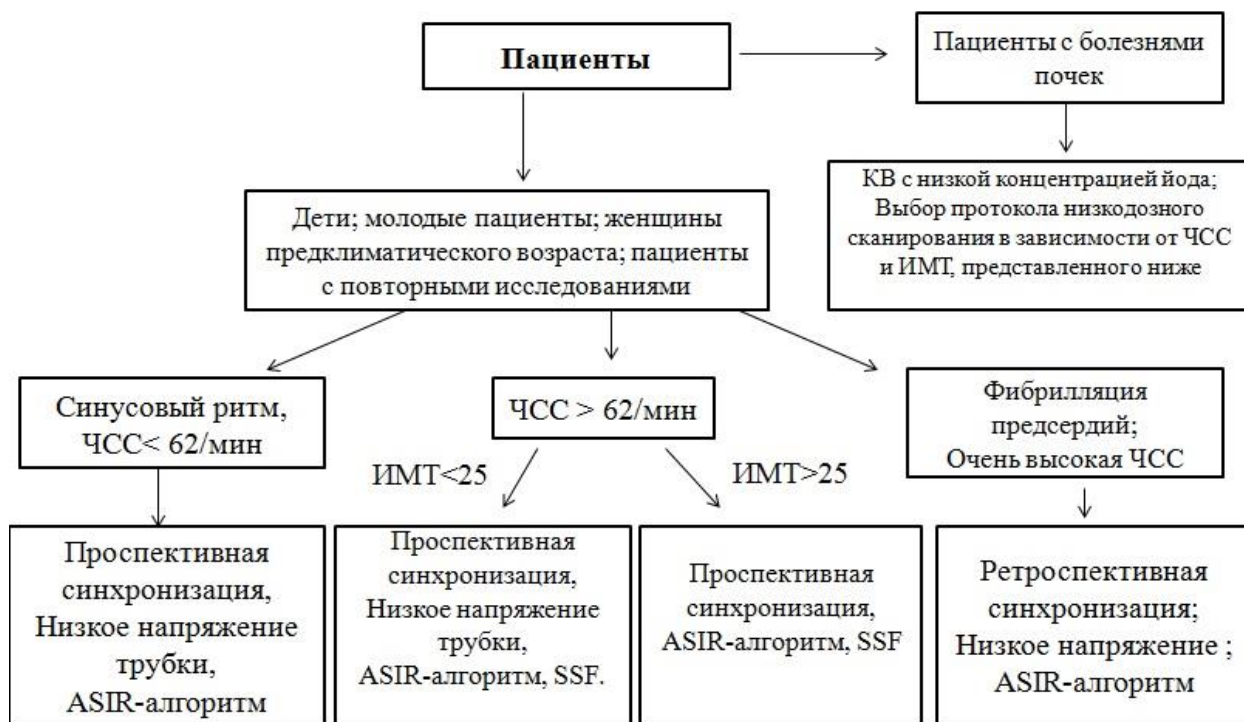 Пациенты
Пациенты с болезнями
почек
КВ с низкой концентрацией йода;
Выбор протокола низкодозного
сканирования в зависимости от ЧСС
и ИМТ, представленного ниже
Дети; молодые пациенты; женщины
предклиматического возраста; пациенты
с повторными исследованиями
Синусовый ритм,
ЧСС< 62/мин
ЧСС > 62/мин
Фибрилляция
предсердий;
Очень высокая ЧСС
ИМТ<25
ИМТ>25
Проспективная
синхронизация,
Низкое напряжение
трубки,
ASIR-алгоритм
Проспективная
синхронизация,
Низкое напряжение
трубки,
ASIR-алгоритм, SSF.
Проспективная
синхронизация,
ASIR-алгоритм, SSF
Ретроспективная
синхронизация;
Низкое напряжение ;
ASIR-алгоритм